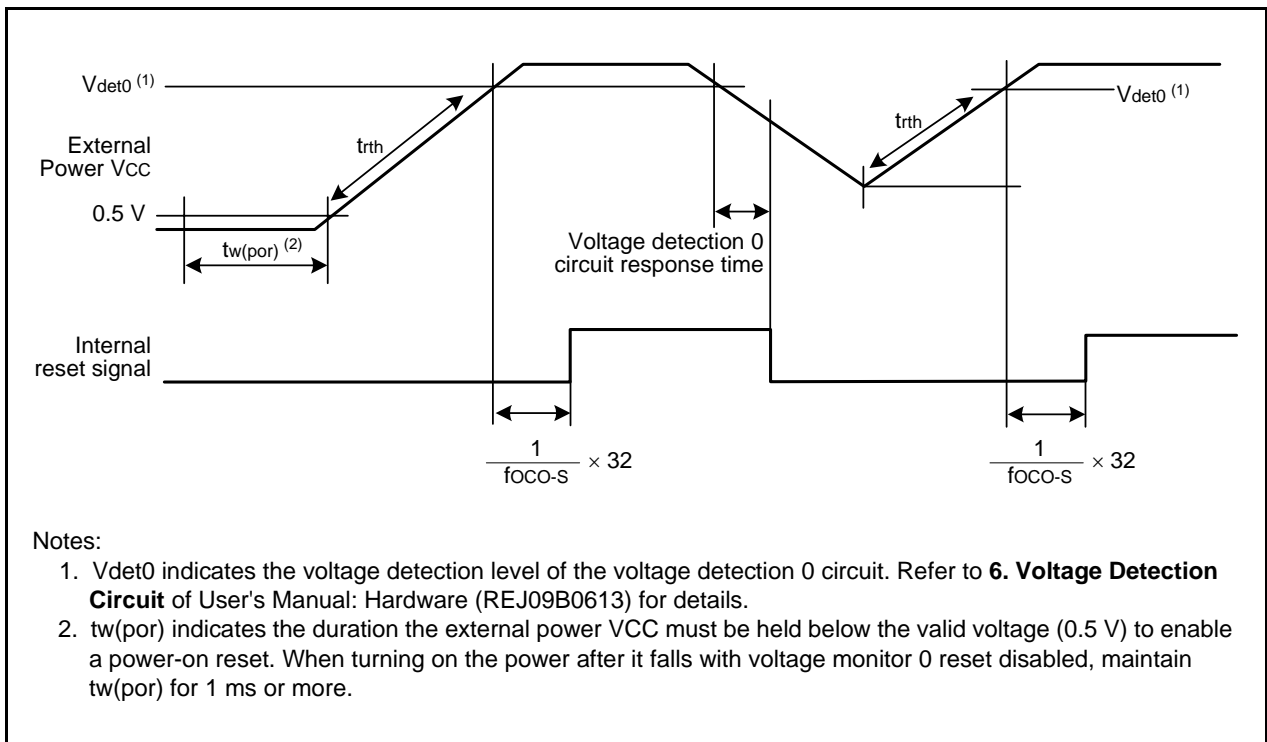 Vdet0 (1)
Vdet0 (1)
trth
trth
External
Power VCC
0.5 V
tw(por) (2)
Voltage detection 0
circuit response time
Internal
reset signal
1
fOCO-S
× 32
1
fOCO-S
× 32
Notes:
1. Vdet0 indicates the voltage detection level of the voltage detection 0 circuit. Refer to 6. Voltage Detection
Circuit of User's Manual: Hardware (REJ09B0613) for details.
2. tw(por) indicates the duration the external power VCC must be held below the valid voltage (0.5 V) to enable
a power-on reset. When turning on the power after it falls with voltage monitor 0 reset disabled, maintain
tw(por) for 1 ms or more.